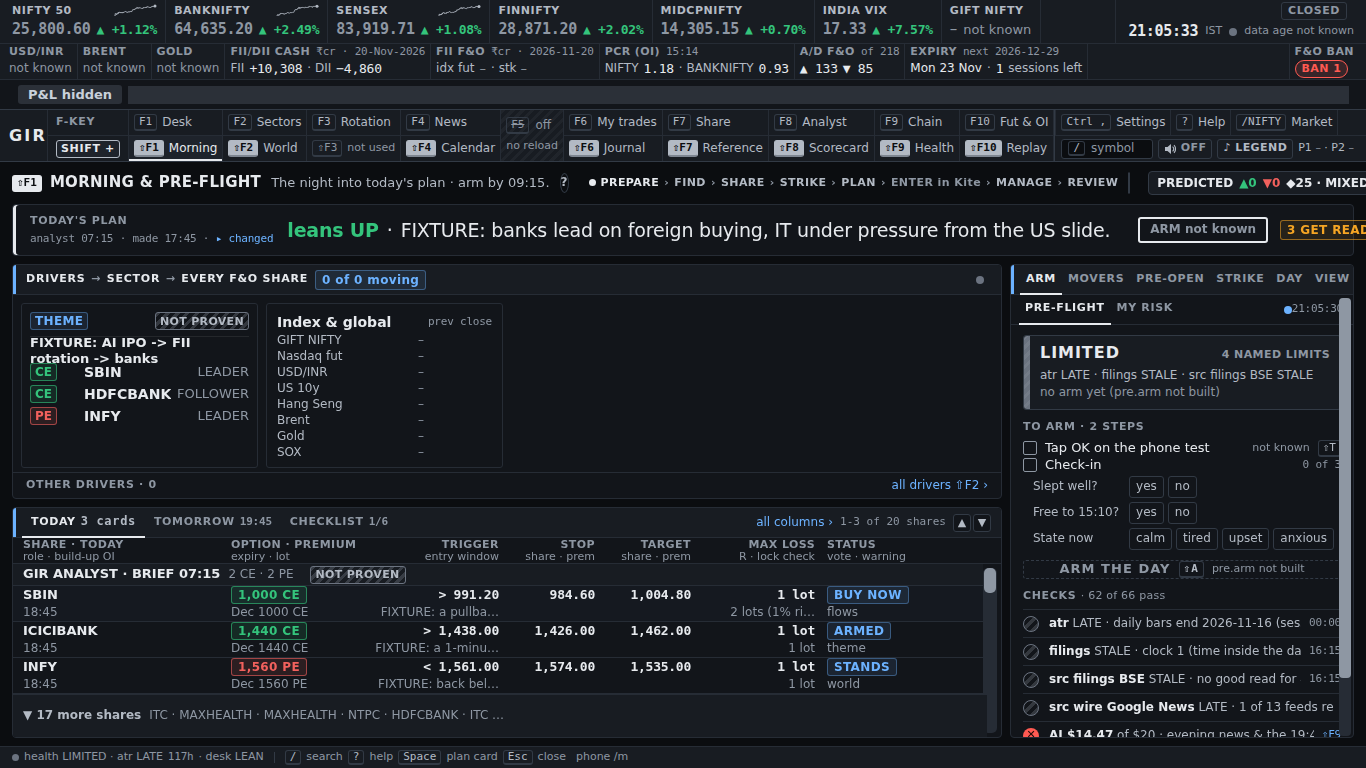 NIFTY 50
25,800.60 ▲ +1.12%
BANKNIFTY
64,635.20 ▲ +2.49%
SENSEX
83,919.71 ▲ +1.08%
FINNIFTY
28,871.20 ▲ +2.02%
MIDCPNIFTY
14,305.15 ▲ +0.70%
INDIA VIX
17.33 ▲ +7.57%
GIFT NIFTY
– not known
CLOSED
21:05:33 IST ● data age not known
USD/INR
not known
BRENT
not known
GOLD
not known
FII/DII CASH ₹cr · 20-Nov-2026
FII +10,308 · DII −4,860
FII F&O ₹cr · 2026-11-20
idx fut – · stk –
PCR (OI) 15:14
NIFTY 1.18 · BANKNIFTY 0.93
A/D F&O of 218
▲ 133 ▼ 85
EXPIRY next 2026-12-29
Mon 23 Nov · 1 sessions left
F&O BAN
BAN 1
P&L hidden
GIR
F-KEY
F1 Desk
F2 Sectors
F3 Rotation
F4 News
F5 off
no reload
F6 My trades
F7 Share
F8 Analyst
F9 Chain
F10 Fut & OI
Ctrl , Settings
? Help
/NIFTY Market
SHIFT +
⇧F1 Morning
⇧F2 World
⇧F3 not used
⇧F4 Calendar
⇧F6 Journal
⇧F7 Reference
⇧F8 Scorecard
⇧F9 Health
⇧F10 Replay
/ symbol
OFF
♪ LEGEND
P1 – · P2 –
⇧F1 MORNING & PRE-FLIGHT The night into today's plan · arm by 09:15. ?
● PREPARE › FIND › SHARE › STRIKE › PLAN › ENTER in Kite › MANAGE › REVIEW
PREDICTED ▲0 ▼0 ◆25 · MIXED
TODAY'S PLAN
analyst 07:15 · made 17:45 · ▸ changed
leans UP · FIXTURE: banks lead on foreign buying, IT under pressure from the US slide.
ARM not known
3 GET READ
DRIVERS → SECTOR → EVERY F&O SHARE 0 of 0 moving
THEME NOT PROVEN
FIXTURE: AI IPO -> FII
rotation -> banks
CE SBIN LEADER
CE HDFCBANK FOLLOWER
PE INFY LEADER
Index & global prev close
GIFT NIFTY –
Nasdaq fut –
USD/INR –
US 10y –
Hang Seng –
Brent –
Gold –
SOX –
OTHER DRIVERS · 0
all drivers ⇧F2 ›
TODAY 3 cards
TOMORROW 19:45
CHECKLIST 1/6
all columns › 1-3 of 20 shares ▲ ▼
SHARE · TODAY OPTION · PREMIUM TRIGGER STOP TARGET MAX LOSS STATUS
role · build-up OI expiry · lot entry window share · prem share · prem R · lock check vote · warning
GIR ANALYST · BRIEF 07:15 2 CE · 2 PE NOT PROVEN
SBIN 1,000 CE > 991.20 984.60 1,004.80 1 lot BUY NOW
18:45 Dec 1000 CE FIXTURE: a pullba… 2 lots (1% ri… flows
ICICIBANK 1,440 CE > 1,438.00 1,426.00 1,462.00 1 lot ARMED
18:45 Dec 1440 CE FIXTURE: a 1-minu… 1 lot theme
INFY 1,560 PE < 1,561.00 1,574.00 1,535.00 1 lot STANDS
18:45 Dec 1560 PE FIXTURE: back bel… 1 lot world
▼ 17 more shares ITC · MAXHEALTH · MAXHEALTH · NTPC · HDFCBANK · ITC …
ARM MOVERS PRE-OPEN STRIKE DAY VIEW
PRE-FLIGHT MY RISK
21:05:30
LIMITED 4 NAMED LIMITS
atr LATE · filings STALE · src filings BSE STALE
no arm yet (pre.arm not built)
TO ARM · 2 STEPS
Tap OK on the phone test not known ⇧T
Check-in 0 of 3
Slept well? yes no
Free to 15:10? yes no
State now calm tired upset anxious
ARM THE DAY ⇧A pre.arm not built
CHECKS · 62 of 66 pass
atr LATE · daily bars end 2026-11-16 (ses 00:00
filings STALE · clock 1 (time inside the da 16:15
src filings BSE STALE · no good read for 16:15
src wire Google News LATE · 1 of 13 feeds re
AI $14.47 of $20 · evening news & the 19:4 ⇧F9
health LIMITED · atr LATE 117h · desk LEAN
/ search ? help Space plan card Esc close phone /m